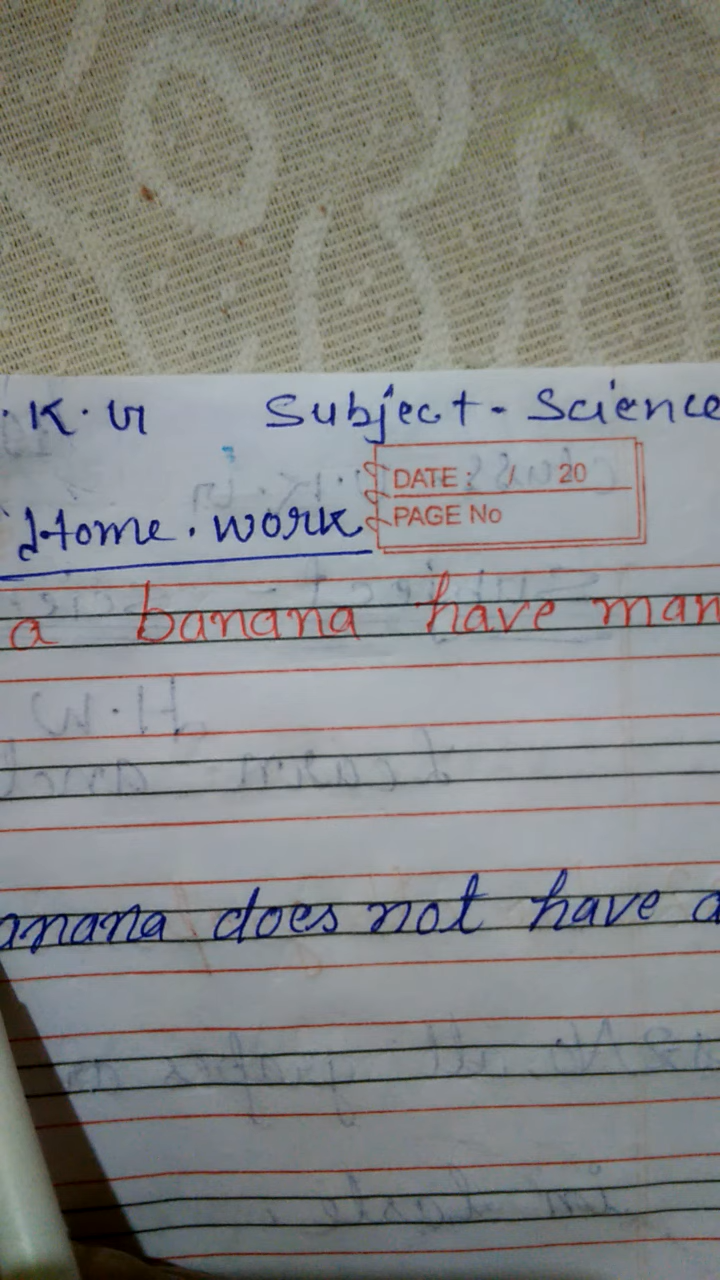 .K.G Subject - Science
DATE: / 20
Home.work
PAGE No
a banana have man
anana does not have a